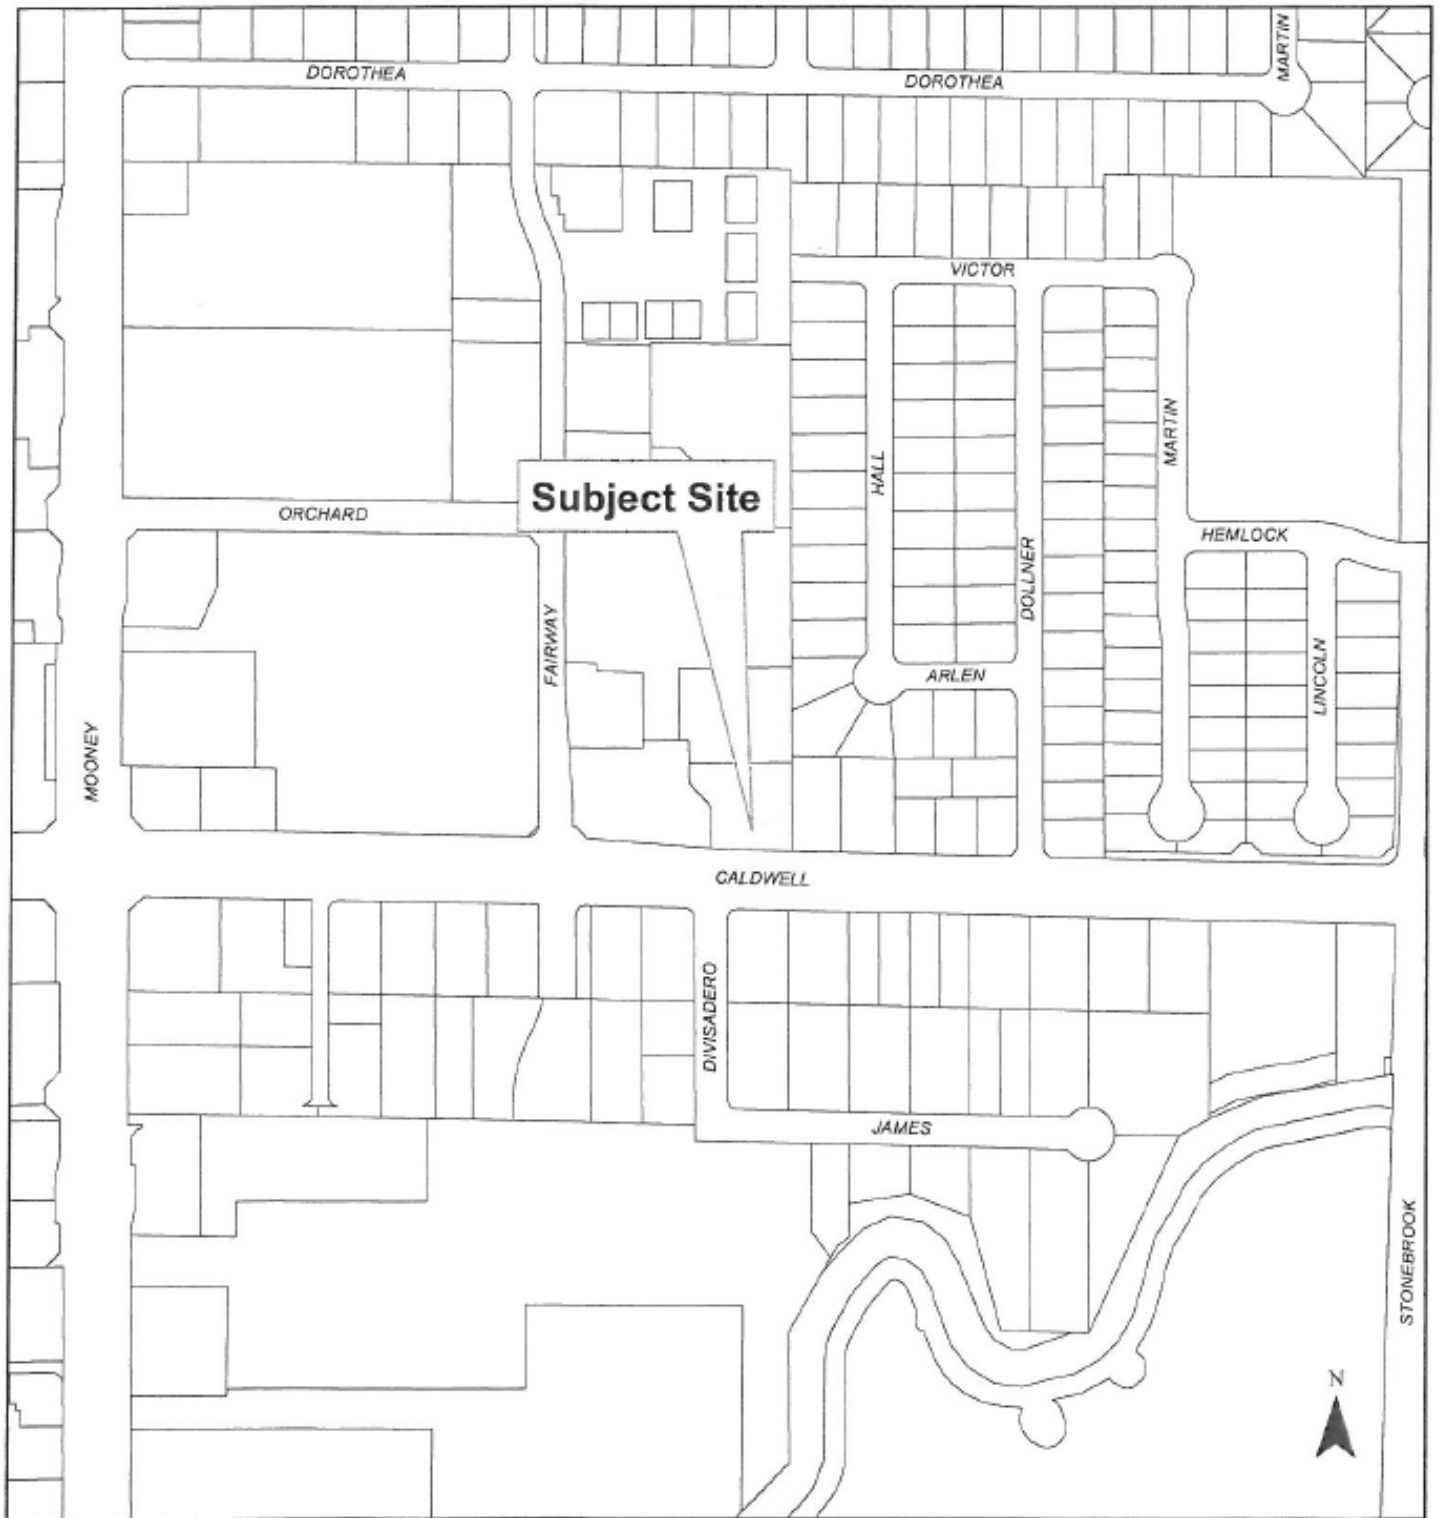 MARTIN
DOROTHEA
DOROTHEA
VICTOR
MARTIN
HALL
Subject Site
ORCHARD
HEMLOCK
DOLLNER
FAIRWAY
ARLEN
LINCOLN
MOONEY
CALDWELL
DIVISADERO
JAMES
STONEBROOK
N